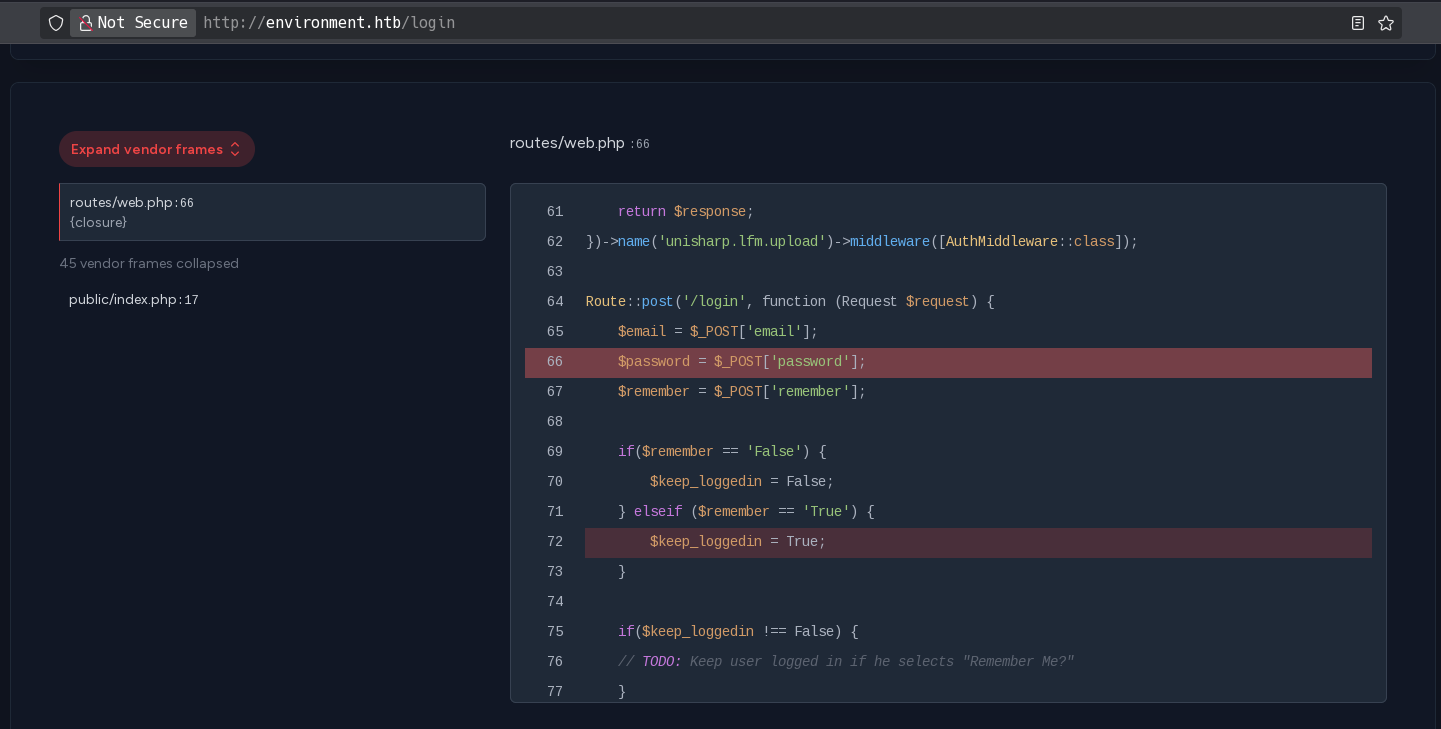 Not Secure http://environment.htb/login
Expand vendor frames
routes/web.php:66
{closure}
45 vendor frames collapsed
public/index.php:17
routes/web.php :66
61     return $response;
62 })->name('unisharp.lfm.upload')->middleware([AuthMiddleware::class]);
63
64 Route::post('/login', function (Request $request) {
65     $email = $_POST['email'];
66     $password = $_POST['password'];
67     $remember = $_POST['remember'];
68
69     if($remember == 'False') {
70         $keep_loggedin = False;
71     } elseif ($remember == 'True') {
72         $keep_loggedin = True;
73     }
74
75     if($keep_loggedin !== False) {
76     // TODO: Keep user logged in if he selects "Remember Me?"
77     }